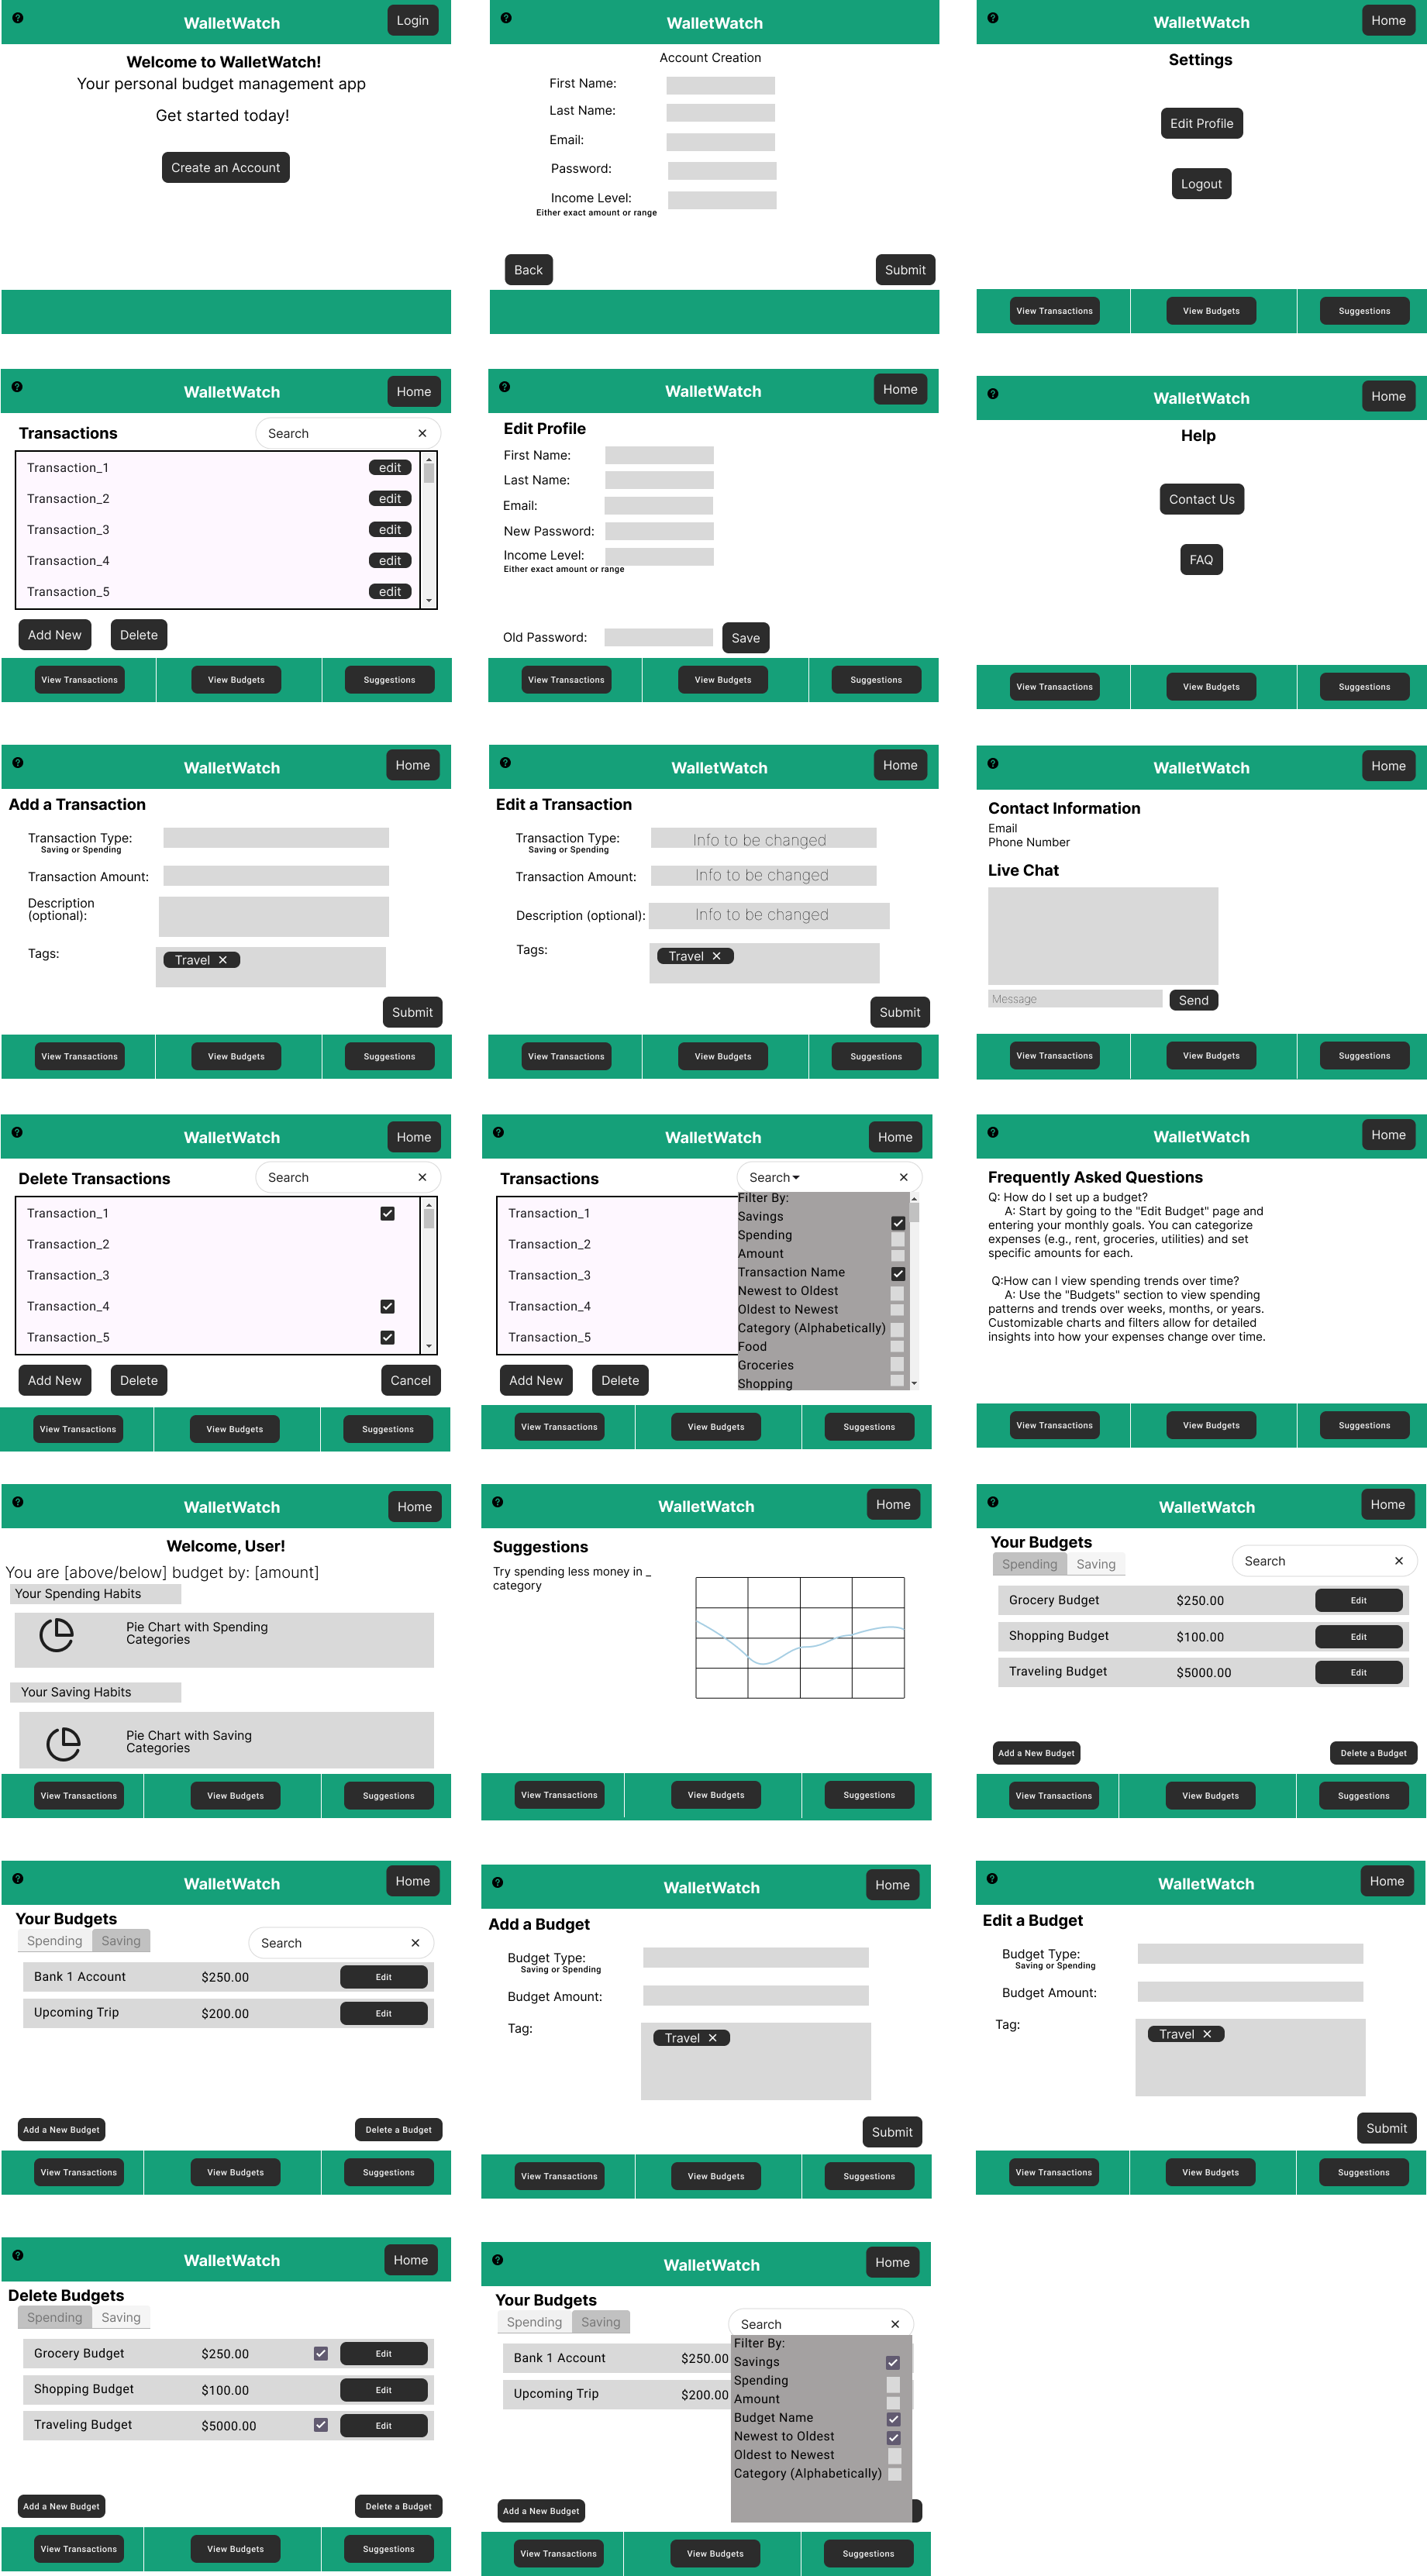 ?
WalletWatch
Login
Welcome to WalletWatch!
Your personal budget management app
Get started today!
Create an Account
?
WalletWatch
Account Creation
First Name:
Last Name:
Email:
Password:
Income Level:
Either exact amount or range
Back
Submit
?
WalletWatch
Home
Settings
Edit Profile
Logout
View Transactions
View Budgets
Suggestions
?
WalletWatch
Home
Transactions
Search
Transaction_1
edit
Transaction_2
edit
Transaction_3
edit
Transaction_4
edit
Transaction_5
edit
Add New
Delete
View Transactions
View Budgets
Suggestions
?
WalletWatch
Home
Edit Profile
First Name:
Last Name:
Email:
New Password:
Income Level:
Either exact amount or range
Old Password:
Save
View Transactions
View Budgets
Suggestions
?
WalletWatch
Home
Help
Contact Us
FAQ
View Transactions
View Budgets
Suggestions
?
WalletWatch
Home
Add a Transaction
Transaction Type:
Saving or Spending
Transaction Amount:
Description
(optional):
Tags:
Travel
Submit
View Transactions
View Budgets
Suggestions
?
WalletWatch
Home
Edit a Transaction
Transaction Type:
Saving or Spending
Info to be changed
Transaction Amount:
Info to be changed
Description (optional):
Info to be changed
Tags:
Travel
Submit
View Transactions
View Budgets
Suggestions
?
WalletWatch
Home
Contact Information
Email
Phone Number
Live Chat
Message
Send
View Transactions
View Budgets
Suggestions
?
WalletWatch
Home
Delete Transactions
Search
Transaction_1
Transaction_2
Transaction_3
Transaction_4
Transaction_5
Add New
Delete
Cancel
View Transactions
View Budgets
Suggestions
?
WalletWatch
Home
Transactions
Search
Transaction_1
Transaction_2
Transaction_3
Transaction_4
Transaction_5
Filter By:
Savings
Spending
Amount
Transaction Name
Newest to Oldest
Oldest to Newest
Category (Alphabetically)
Food
Groceries
Shopping
Add New
Delete
View Transactions
View Budgets
Suggestions
?
WalletWatch
Home
Frequently Asked Questions
Q: How do I set up a budget?
A: Start by going to the "Edit Budget" page and
entering your monthly goals. You can categorize
expenses (e.g., rent, groceries, utilities) and set
specific amounts for each.
Q:How can I view spending trends over time?
A: Use the "Budgets" section to view spending
patterns and trends over weeks, months, or years.
Customizable charts and filters allow for detailed
insights into how your expenses change over time.
View Transactions
View Budgets
Suggestions
?
WalletWatch
Home
Welcome, User!
You are [above/below] budget by: [amount]
Your Spending Habits
Pie Chart with Spending
Categories
Your Saving Habits
Pie Chart with Saving
Categories
View Transactions
View Budgets
Suggestions
?
WalletWatch
Home
Suggestions
Try spending less money in _
category
View Transactions
View Budgets
Suggestions
?
WalletWatch
Home
Your Budgets
Spending
Saving
Search
Grocery Budget
$250.00
Edit
Shopping Budget
$100.00
Edit
Traveling Budget
$5000.00
Edit
Add a New Budget
Delete a Budget
View Transactions
View Budgets
Suggestions
?
WalletWatch
Home
Your Budgets
Spending
Saving
Search
Bank 1 Account
$250.00
Edit
Upcoming Trip
$200.00
Edit
Add a New Budget
Delete a Budget
View Transactions
View Budgets
Suggestions
?
WalletWatch
Home
Add a Budget
Budget Type:
Saving or Spending
Budget Amount:
Tag:
Travel
Submit
View Transactions
View Budgets
Suggestions
?
WalletWatch
Home
Edit a Budget
Budget Type:
Saving or Spending
Budget Amount:
Tag:
Travel
Submit
View Transactions
View Budgets
Suggestions
?
WalletWatch
Home
Delete Budgets
Spending
Saving
Grocery Budget
$250.00
Edit
Shopping Budget
$100.00
Edit
Traveling Budget
$5000.00
Edit
Add a New Budget
Delete a Budget
View Transactions
View Budgets
Suggestions
?
WalletWatch
Home
Your Budgets
Spending
Saving
Search
Bank 1 Account
$250.00
Upcoming Trip
$200.00
Filter By:
Savings
Spending
Amount
Budget Name
Newest to Oldest
Oldest to Newest
Category (Alphabetically)
Add a New Budget
View Transactions
View Budgets
Suggestions